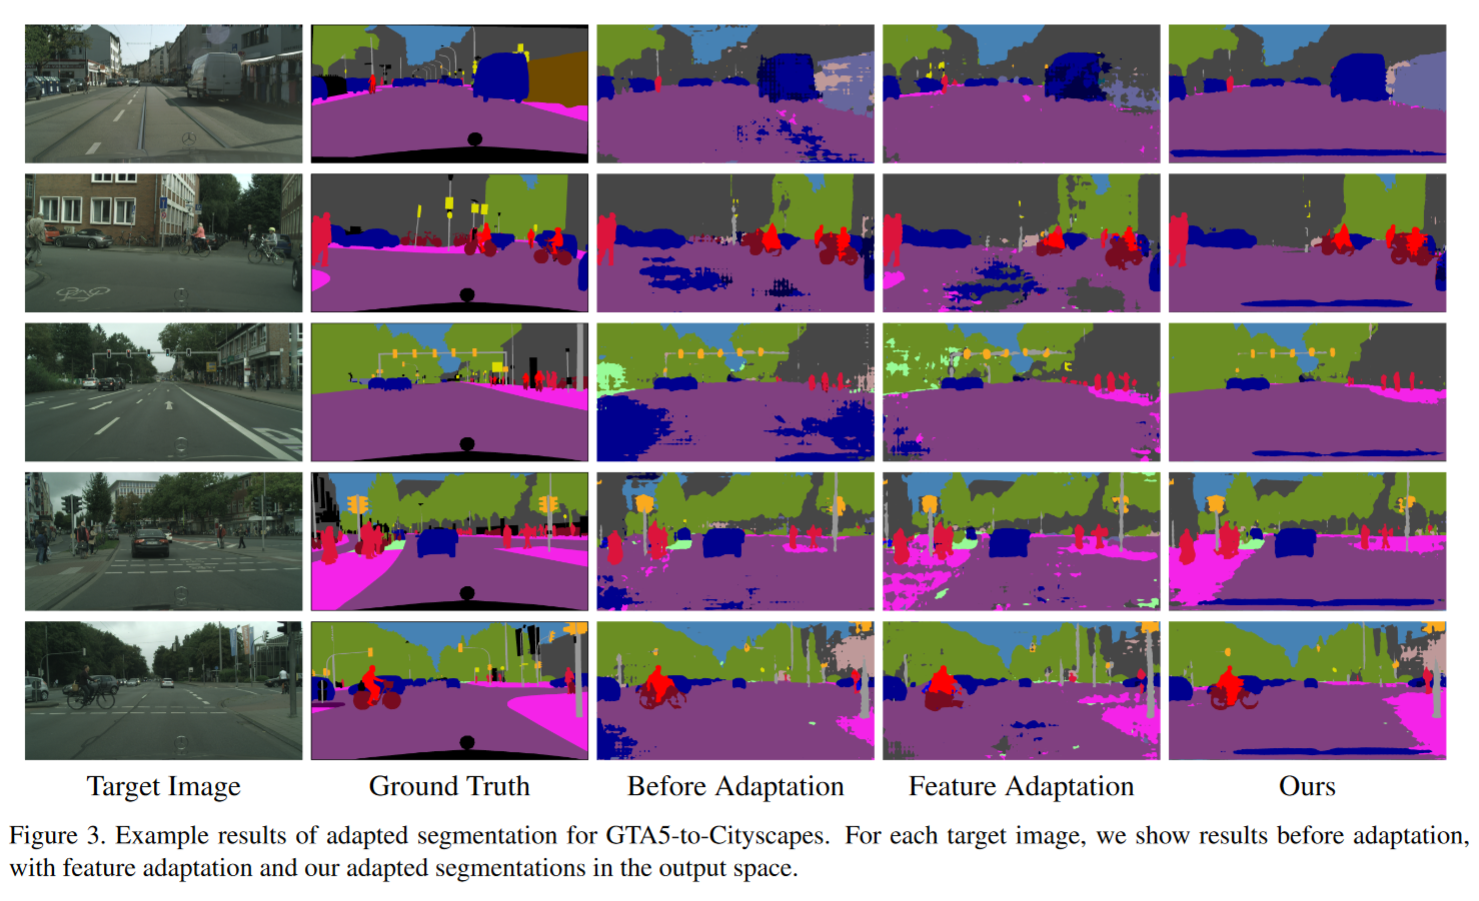 Target Image
Ground Truth
Before Adaptation
Feature Adaptation
Ours
Figure 3. Example results of adapted segmentation for GTA5-to-Cityscapes. For each target image, we show results before adaptation,
with feature adaptation and our adapted segmentations in the output space.